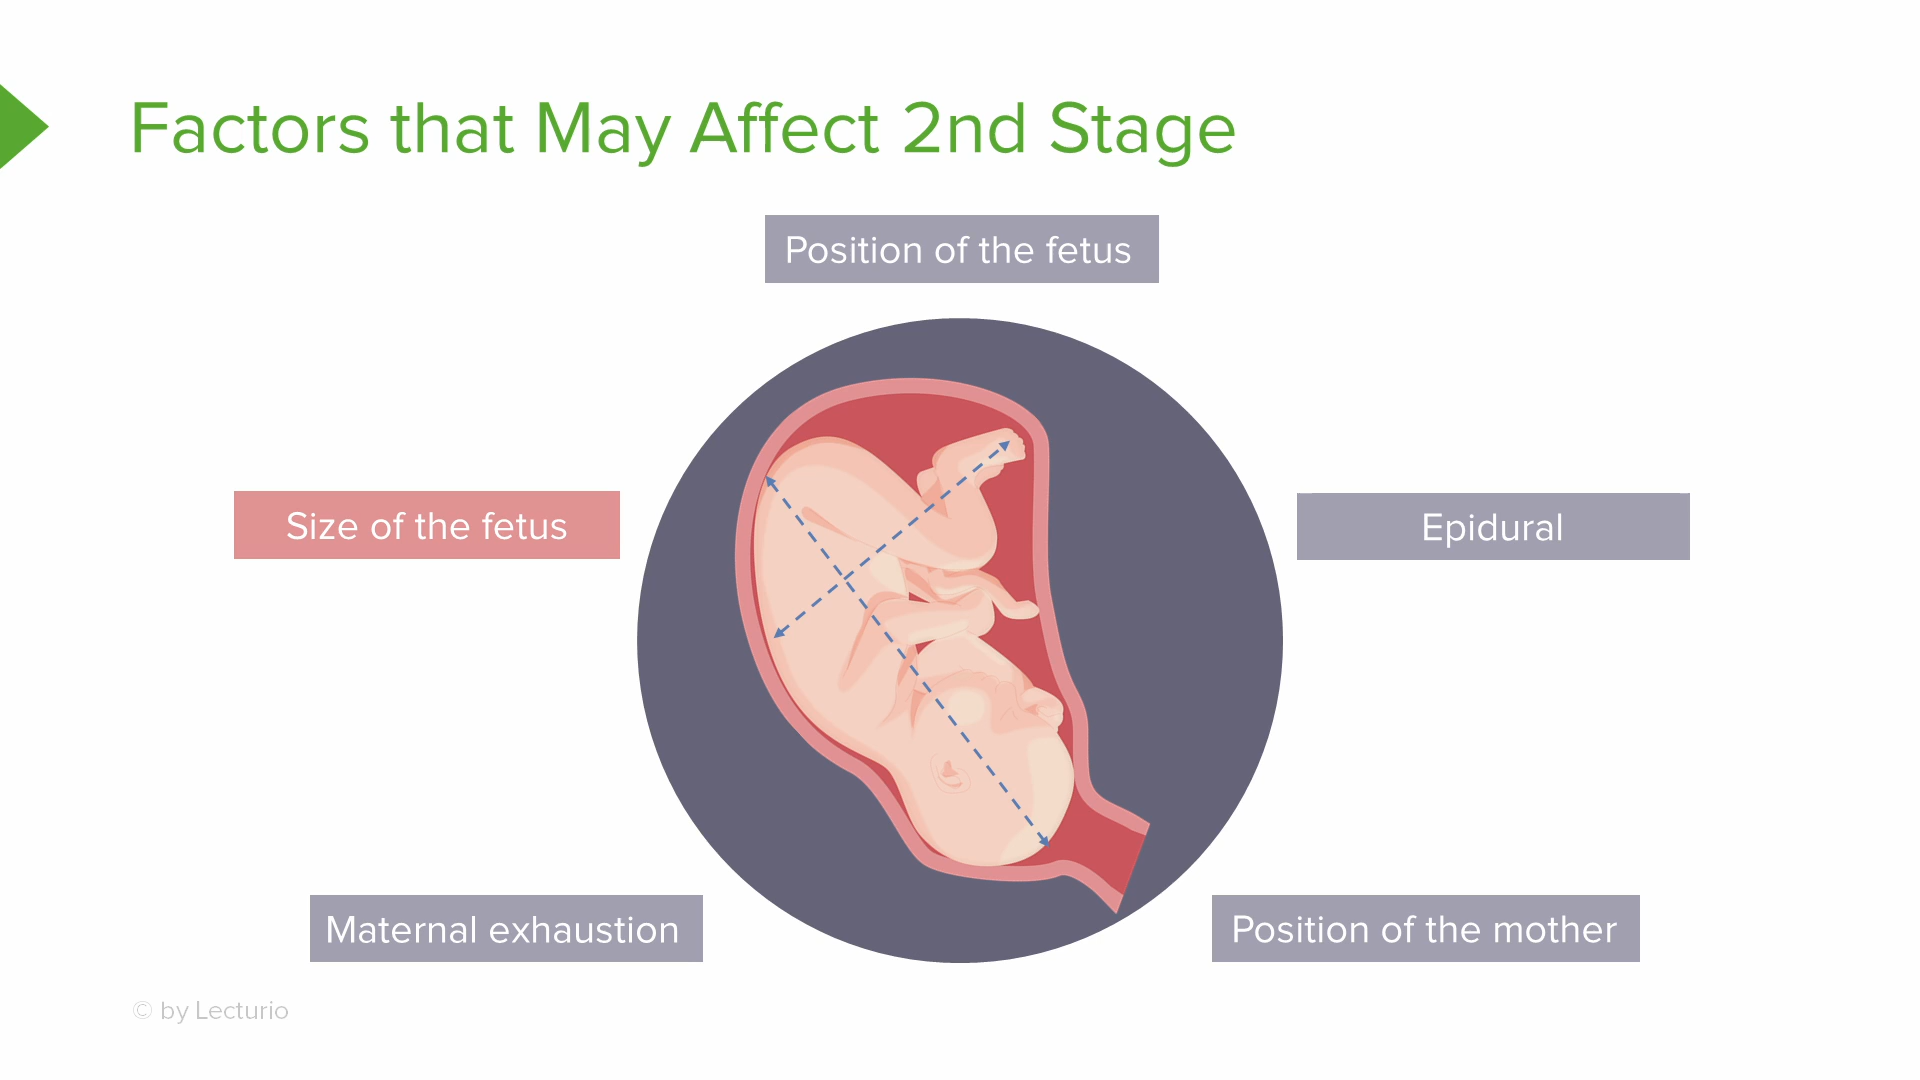 Factors that May Affect 2nd Stage
Position of the fetus
Size of the fetus
Epidural
Maternal exhaustion
Position of the mother
© by Lecturio